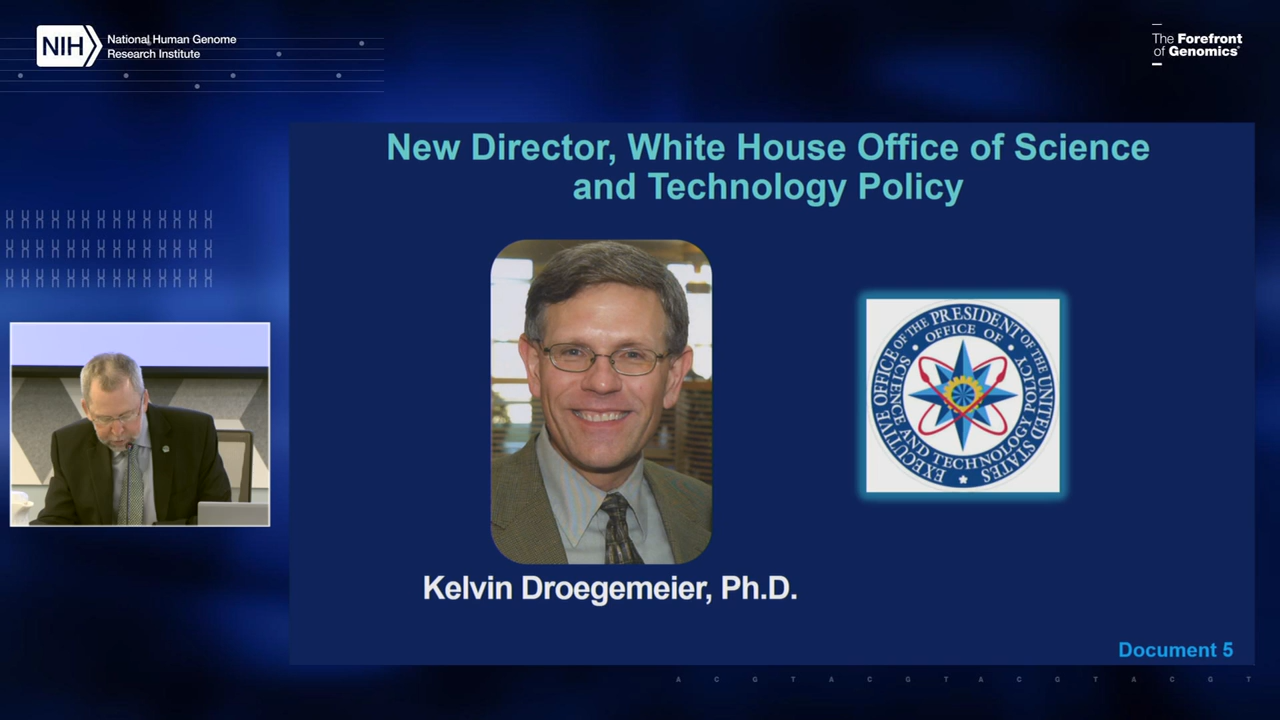 NIH
National Human Genome
Research Institute
The Forefront
of Genomics®
New Director, White House Office of Science
and Technology Policy
EXECUTIVE OFFICE OF THE PRESIDENT OF THE UNITED STATES
OFFICE OF
SCIENCE AND TECHNOLOGY POLICY
Kelvin Droegemeier, Ph.D.
Document 5
A C G T A C G T A C G T A C G T